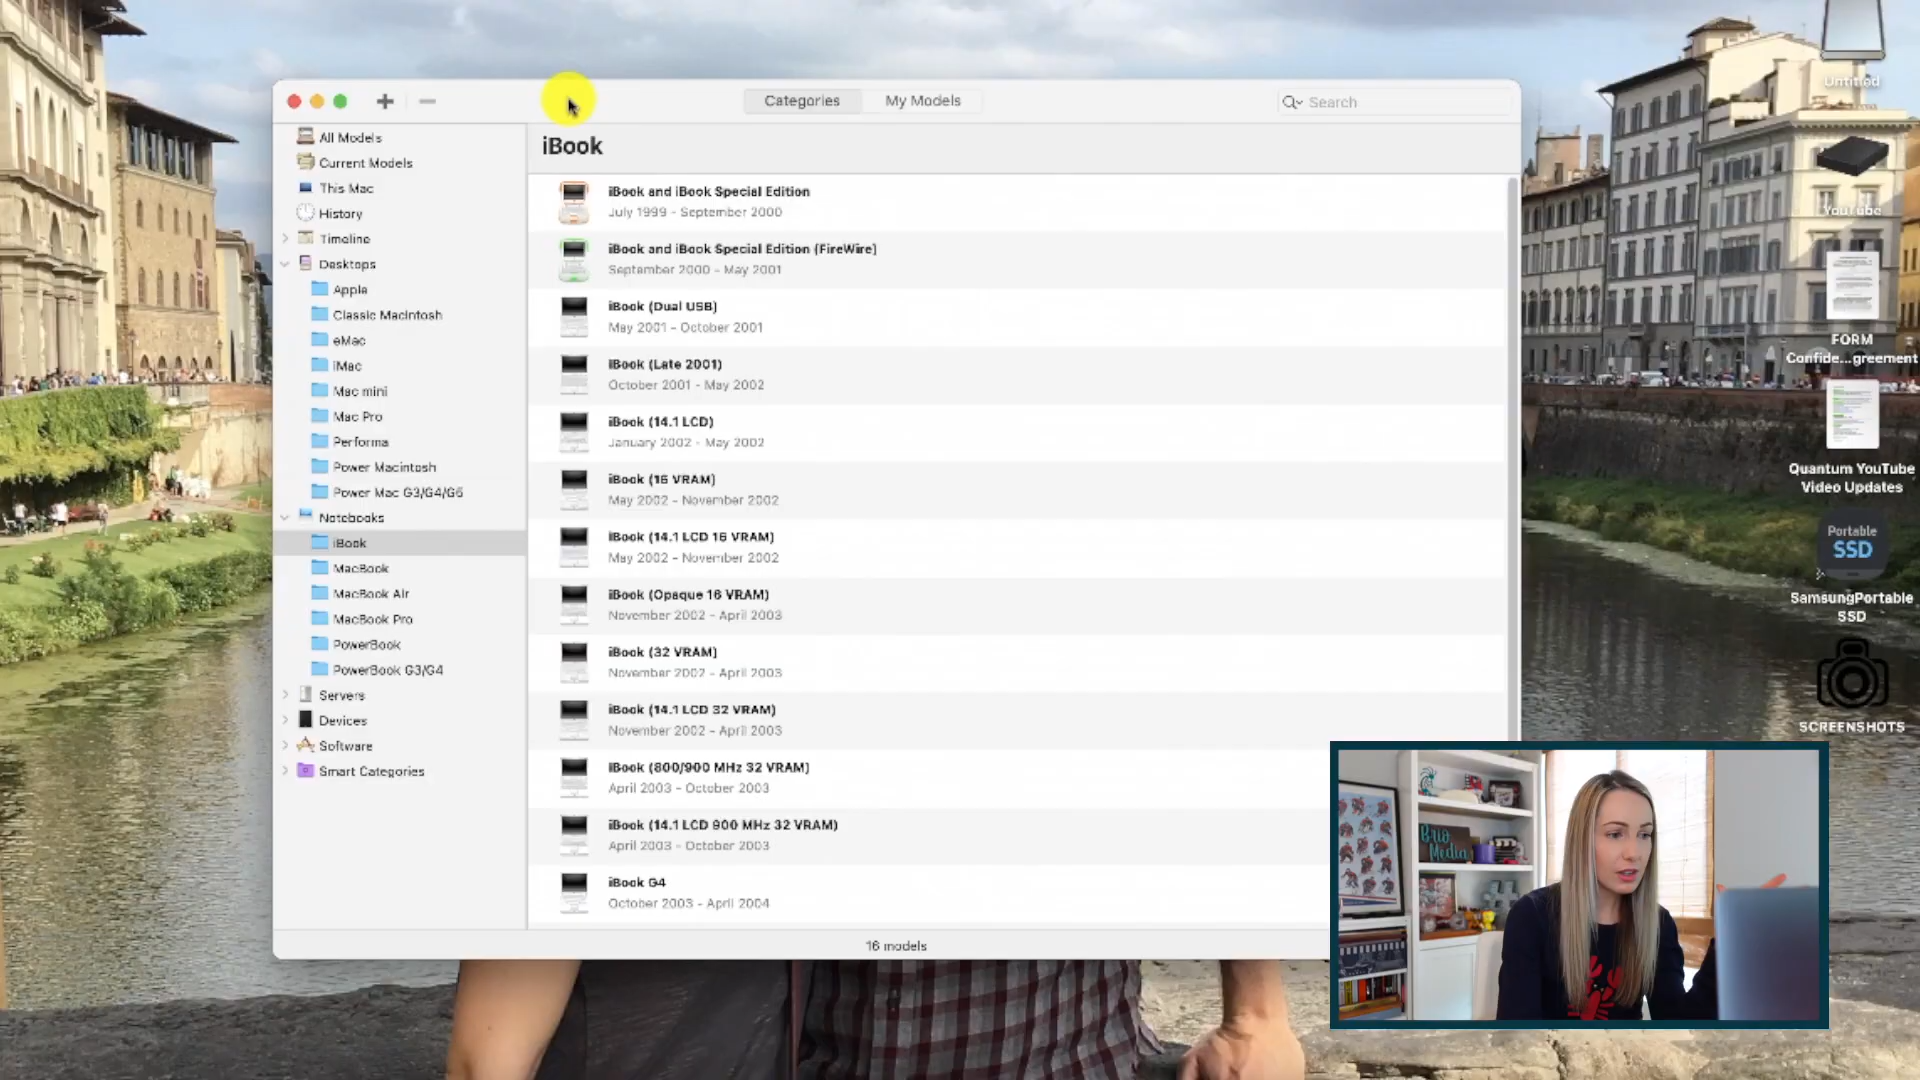 Categories
My Models
Search
All Models
Current Models
This Mac
History
Timeline
Desktops
Apple
Classic Macintosh
eMac
iMac
Mac mini
Mac Pro
Performa
Power Macintosh
Power Mac G3/G4/G5
Notebooks
iBook
MacBook
MacBook Air
MacBook Pro
PowerBook
PowerBook G3/G4
Servers
Devices
Software
Smart Categories
iBook
iBook and iBook Special Edition
July 1999 - September 2000
iBook and iBook Special Edition (FireWire)
September 2000 - May 2001
iBook (Dual USB)
May 2001 - October 2001
iBook (Late 2001)
October 2001 - May 2002
iBook (14.1 LCD)
January 2002 - May 2002
iBook (16 VRAM)
May 2002 - November 2002
iBook (14.1 LCD 16 VRAM)
May 2002 - November 2002
iBook (Opaque 16 VRAM)
November 2002 - April 2003
iBook (32 VRAM)
November 2002 - April 2003
iBook (14.1 LCD 32 VRAM)
November 2002 - April 2003
iBook (800/900 MHz 32 VRAM)
April 2003 - October 2003
iBook (14.1 LCD 900 MHz 32 VRAM)
April 2003 - October 2003
iBook G4
October 2003 - April 2004
16 models
Untitled
YouTube
FORM
Confide...greement
Quantum YouTube
Video Updates
Portable
SSD
SamsungPortable
SSD
SCREENSHOTS
Brio
Media